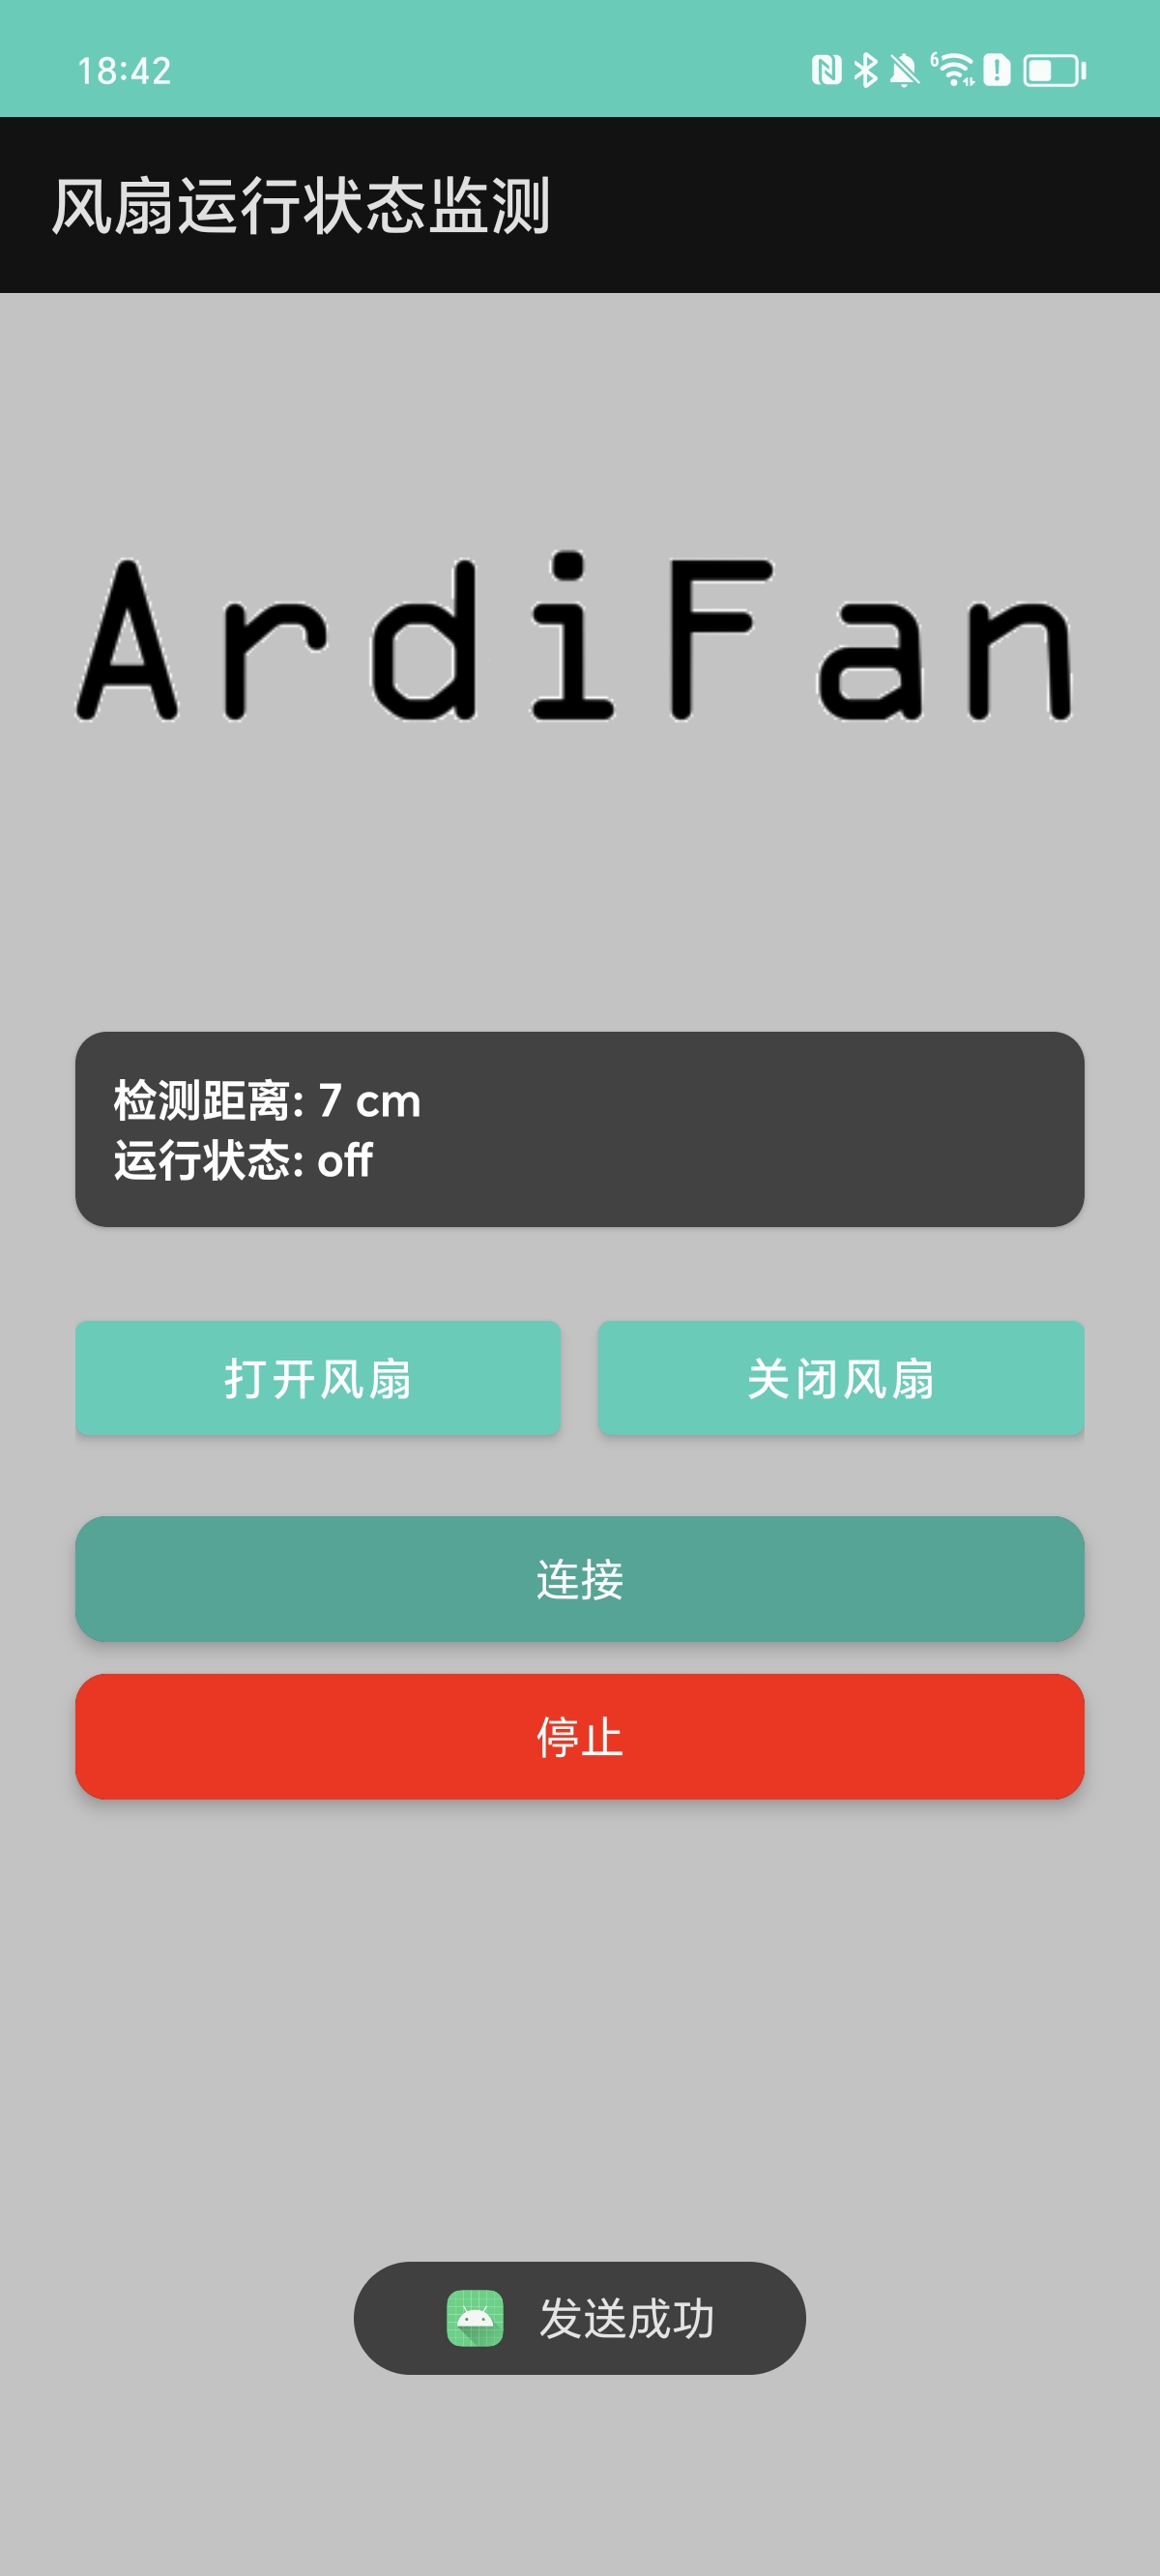 18:42
6
风扇运行状态监测
ArdiFan
检测距离: 7 cm
运行状态: off
打开风扇
关闭风扇
连接
停止
发送成功